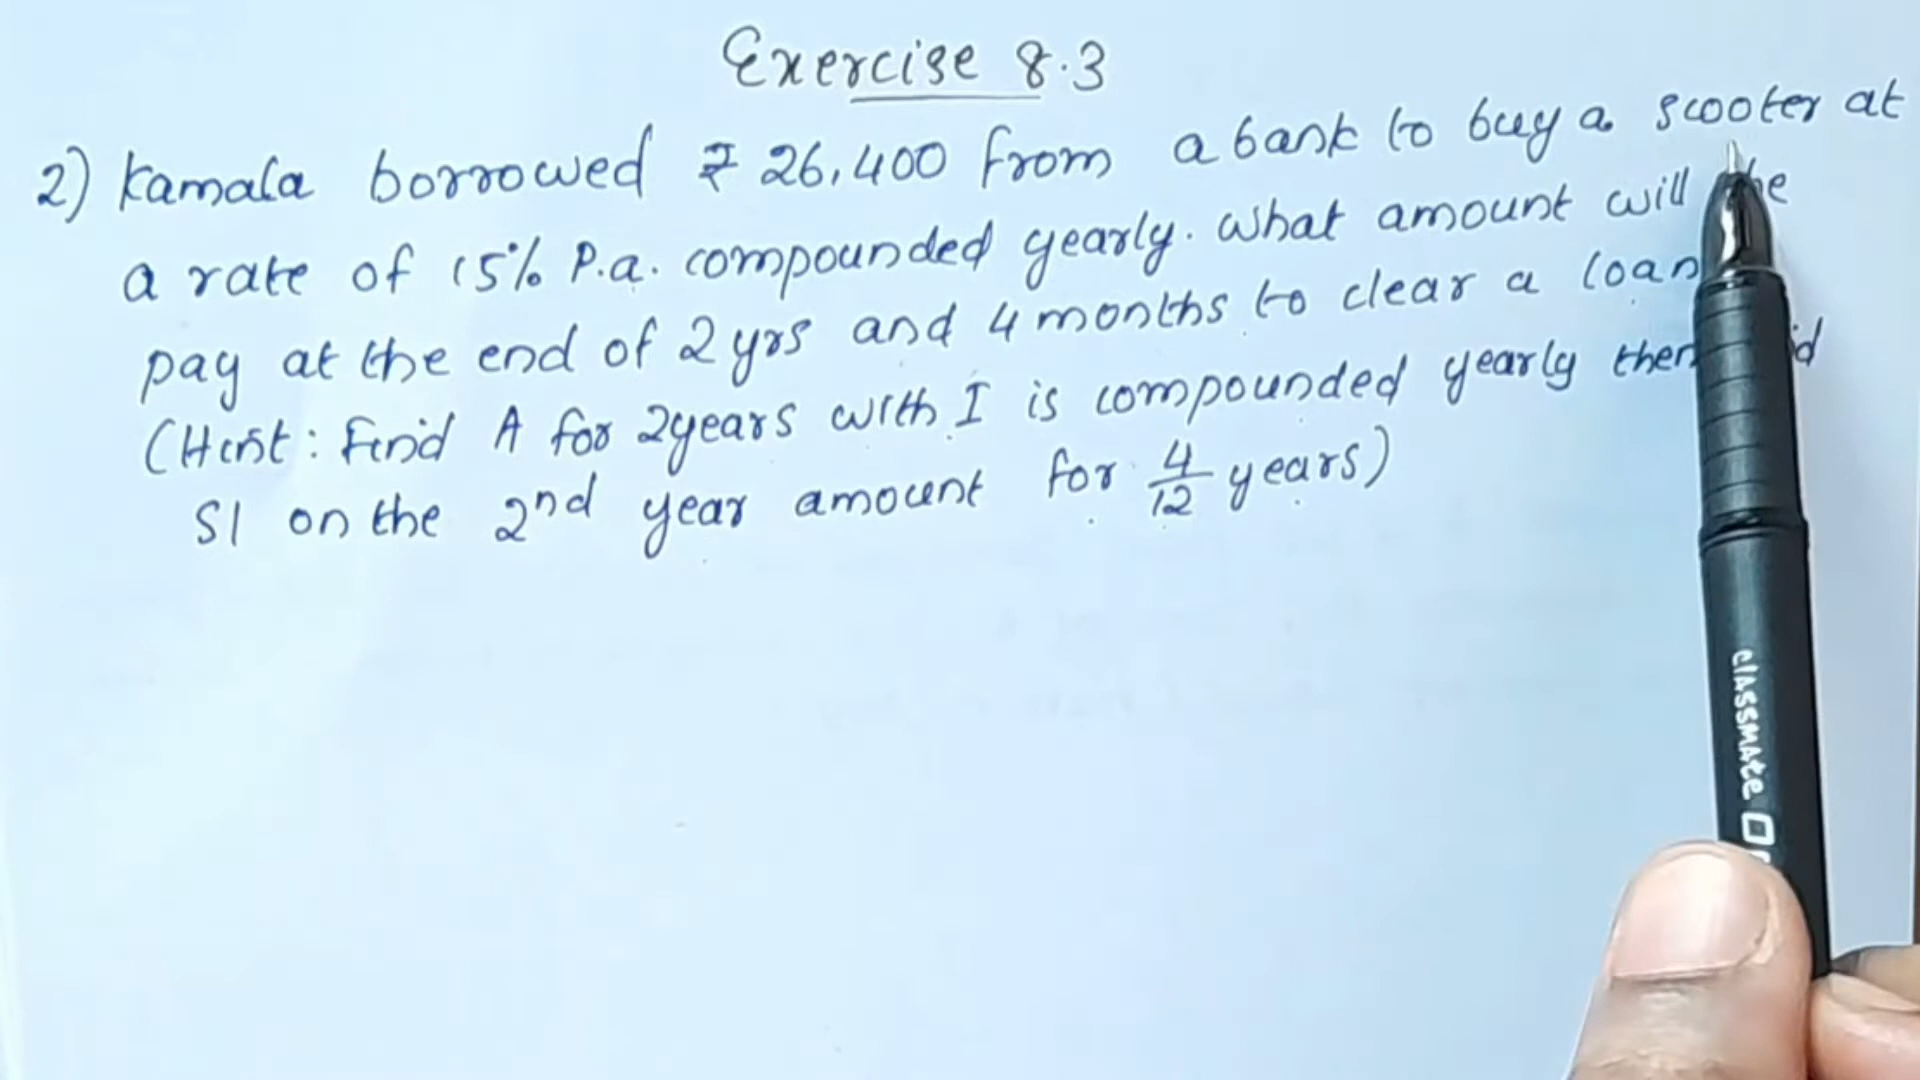 Exercise 8.3
2) Kamala borrowed ₹ 26,400 from a bank to buy a scooter at
a rate of 15% P.a. compounded yearly. What amount will
pay at the end of 2 yrs and 4 months to clear a loan
(Hint: Find A for 2years with I is compounded yearly then
SI on the 2nd year amount for 4/12 years)
classmate